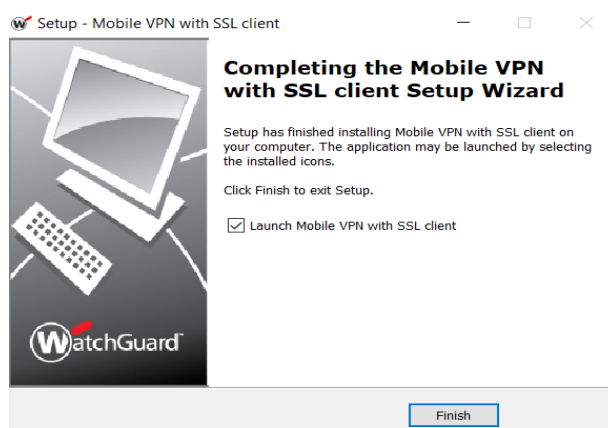 Setup - Mobile VPN with SSL client
Completing the Mobile VPN
with SSL client Setup Wizard
Setup has finished installing Mobile VPN with SSL client on
your computer. The application may be launched by selecting
the installed icons.
Click Finish to exit Setup.
Launch Mobile VPN with SSL client
WatchGuard
Finish